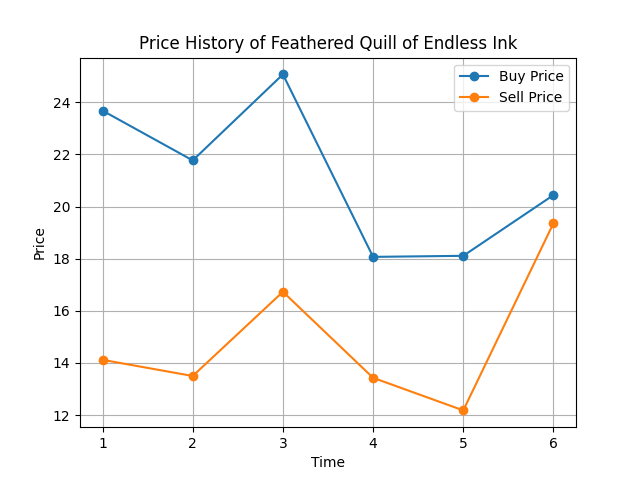 Price History of Feathered Quill of Endless Ink
Buy Price
Sell Price
Price
24
22
20
18
16
14
12
1 2 3 4 5 6
Time